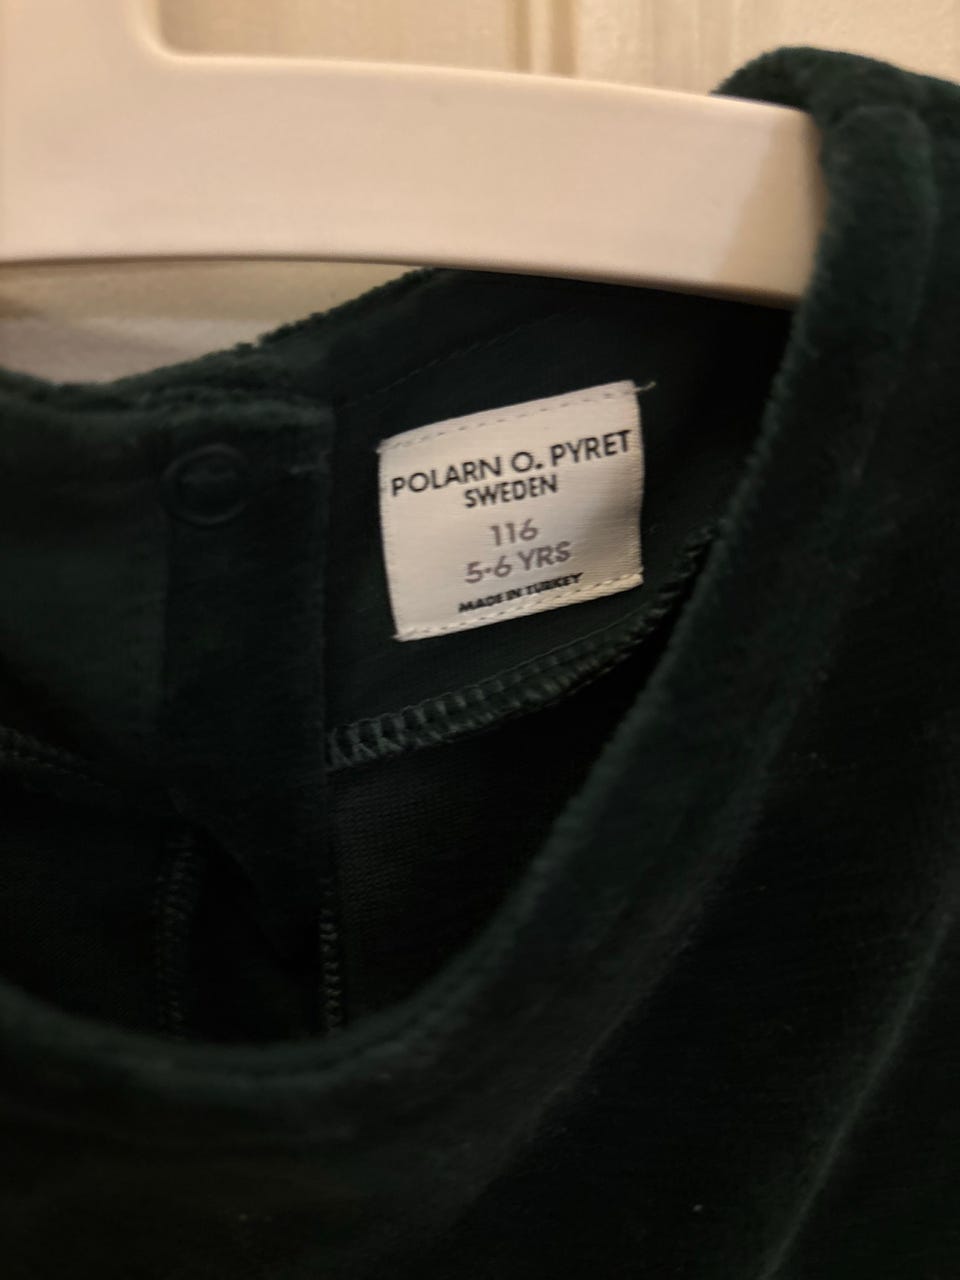 POLARN O. PYRET
SWEDEN
116
5-6 YRS
MADE IN TURKEY